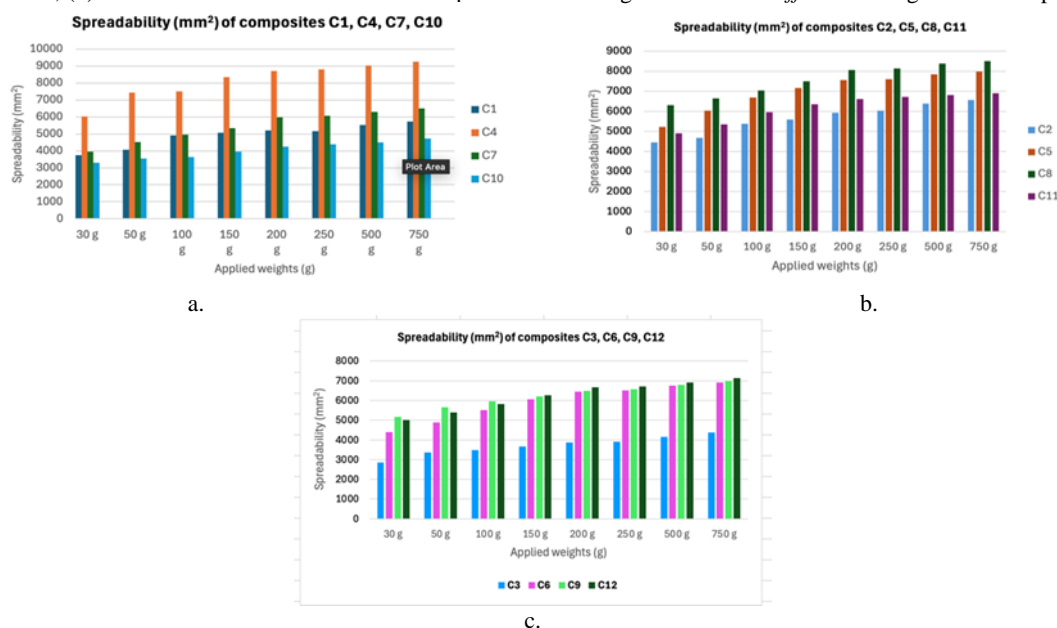 Spreadability (mm²) of composites C1, C4, C7, C10
10000
9000
8000
7000
6000
5000
4000
3000
2000
1000
0
Spreadability (mm²)
30 g
50 g
100 g
150 g
200 g
250 g
500 g
750 g
Applied weights (g)
C1
C4
C7
C10
Plot Area
a.
Spreadability (mm²) of composites C2, C5, C8, C11
9000
8000
7000
6000
5000
4000
3000
2000
1000
0
Spreadability (mm²)
30 g 50 g 100 g 150 g 200 g 250 g 500 g 750 g
Applied weights (g)
C2
C5
C8
C11
b.
Spreadability (mm²) of composites C3, C6, C9, C12
8000
7000
6000
5000
4000
3000
2000
1000
0
Spreadability (mm²)
30 g 50 g 100 g 150 g 200 g 250 g 500 g 750 g
Applied weights (g)
C3 C6 C9 C12
c.